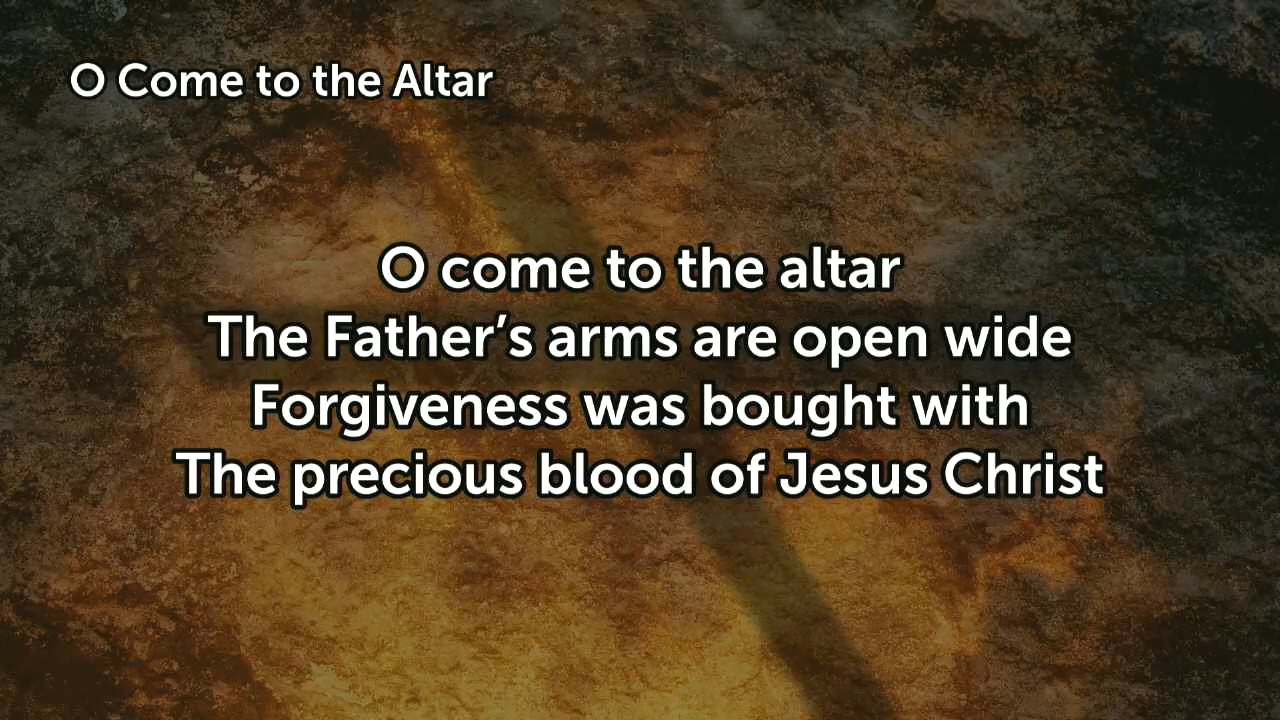 O Come to the Altar
O come to the altar
The Father’s arms are open wide
Forgiveness was bought with
The precious blood of Jesus Christ